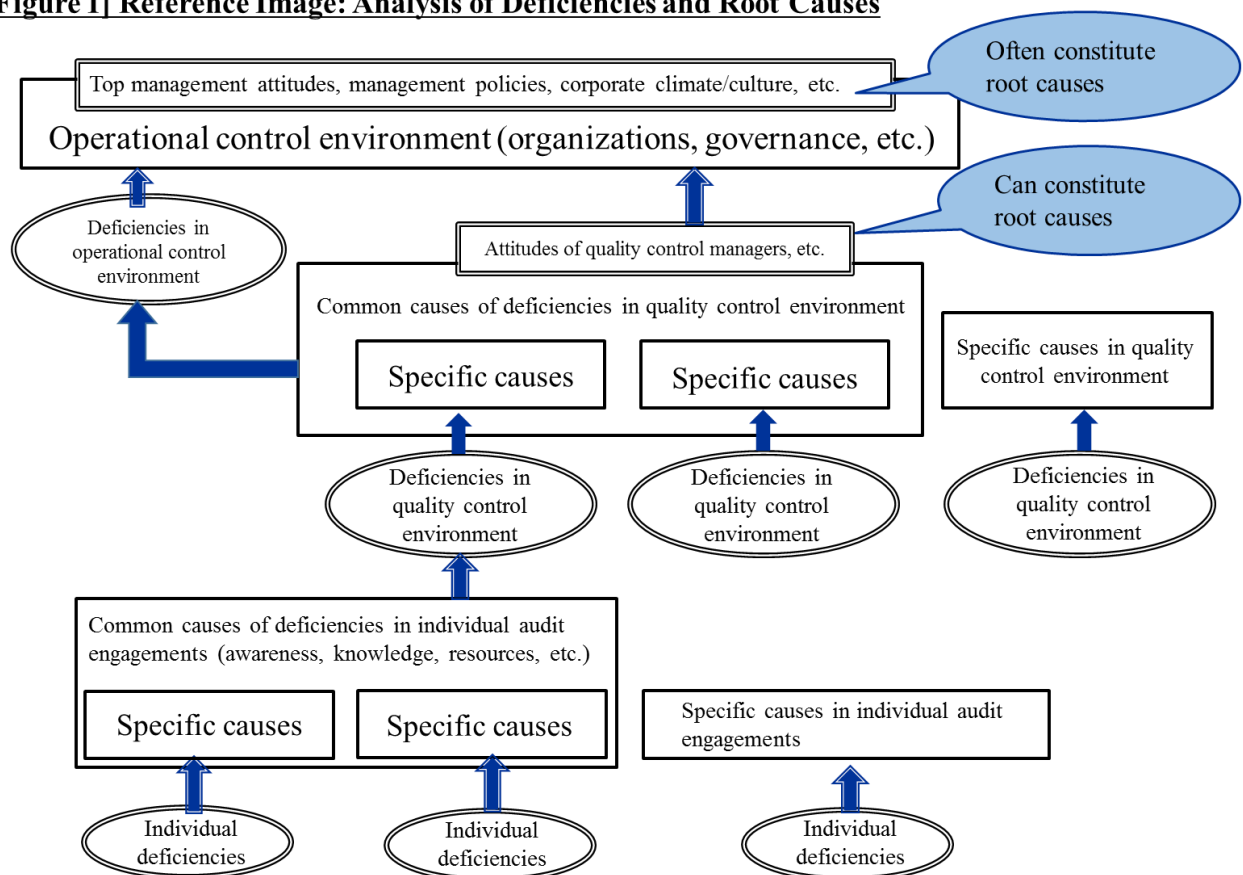 Figure 1] Reference Image: Analysis of Deficiencies and Root Causes
Often constitute
root causes
Top management attitudes, management policies, corporate climate/culture, etc.
Operational control environment (organizations, governance, etc.)
Can constitute
root causes
Deficiencies in
operational control
environment
Attitudes of quality control managers, etc.
Common causes of deficiencies in quality control environment
Specific causes
Specific causes
Specific causes in quality
control environment
Deficiencies in
quality control
environment
Deficiencies in
quality control
environment
Deficiencies in
quality control
environment
Common causes of deficiencies in individual audit
engagements (awareness, knowledge, resources, etc.)
Specific causes
Specific causes
Specific causes in individual audit
engagements
Individual
deficiencies
Individual
deficiencies
Individual
deficiencies